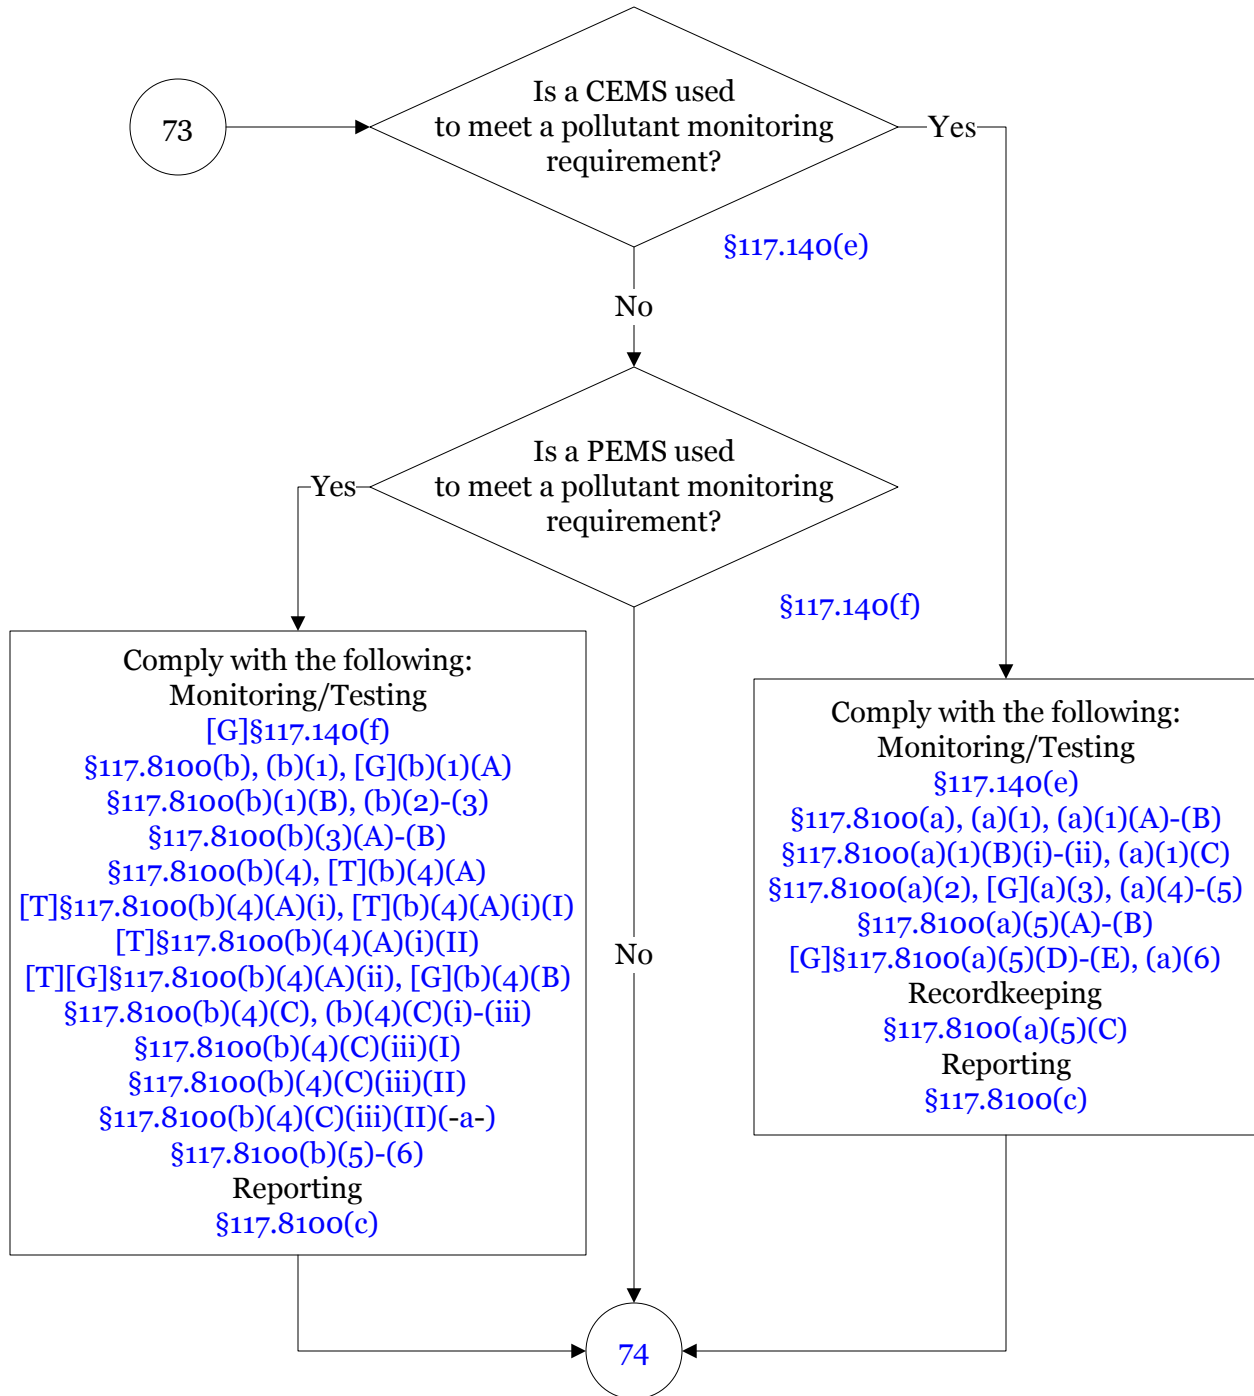 73
Is a CEMS used
to meet a pollutant monitoring
requirement?
Yes
§117.140(e)
No
Is a PEMS used
to meet a pollutant monitoring
requirement?
Yes
§117.140(f)
Comply with the following:
Monitoring/Testing
[G]§117.140(f)
§117.8100(b), (b)(1), [G](b)(1)(A)
§117.8100(b)(1)(B), (b)(2)-(3)
§117.8100(b)(3)(A)-(B)
§117.8100(b)(4), [T](b)(4)(A)
[T]§117.8100(b)(4)(A)(i), [T](b)(4)(A)(i)(I)
[T]§117.8100(b)(4)(A)(i)(II)
[T][G]§117.8100(b)(4)(A)(ii), [G](b)(4)(B)
§117.8100(b)(4)(C), (b)(4)(C)(i)-(iii)
§117.8100(b)(4)(C)(iii)(I)
§117.8100(b)(4)(C)(iii)(II)
§117.8100(b)(4)(C)(iii)(II)(-a-)
§117.8100(b)(5)-(6)
Reporting
§117.8100(c)
No
Comply with the following:
Monitoring/Testing
§117.140(e)
§117.8100(a), (a)(1), (a)(1)(A)-(B)
§117.8100(a)(1)(B)(i)-(ii), (a)(1)(C)
§117.8100(a)(2), [G](a)(3), (a)(4)-(5)
§117.8100(a)(5)(A)-(B)
[G]§117.8100(a)(5)(D)-(E), (a)(6)
Recordkeeping
§117.8100(a)(5)(C)
Reporting
§117.8100(c)
74